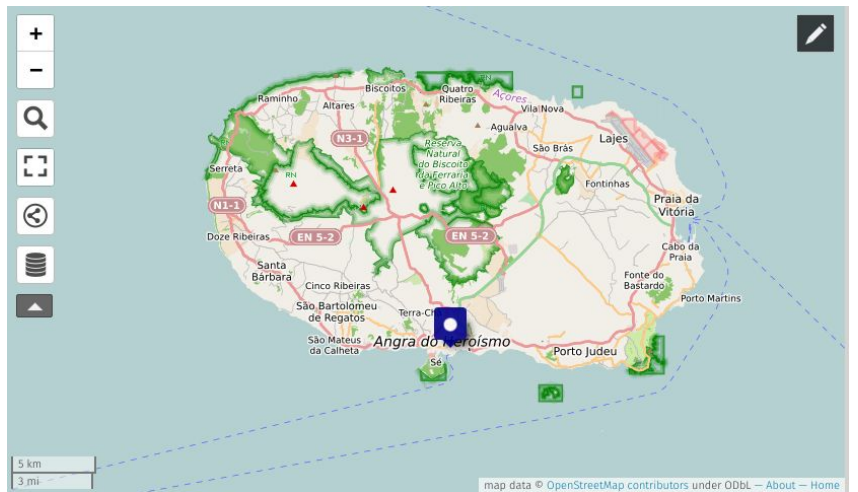 +
−
Raminho
Altares
Biscoitos
Quatro
Ribeiras
Açores
Vila Nova
Agualva
São Brás
Lajes
N3-1
Reserva
Natural
do Biscoito
da Ferraria
e Pico Alto
Serreta
RN
Fontinhas
N1-1
Praia da
Vitória
Doze Ribeiras
EN 5-2
EN 5-2
Cabo da
Praia
Santa
Bárbara
Cinco Ribeiras
Fonte do
Bastardo
Porto Martins
São Bartolomeu
de Regatos
Terra-Chã
São Mateus
da Calheta
Angra do Heroísmo
Porto Judeu
Sé
5 km
3 mi
map data © OpenStreetMap contributors under ODbL — About — Home